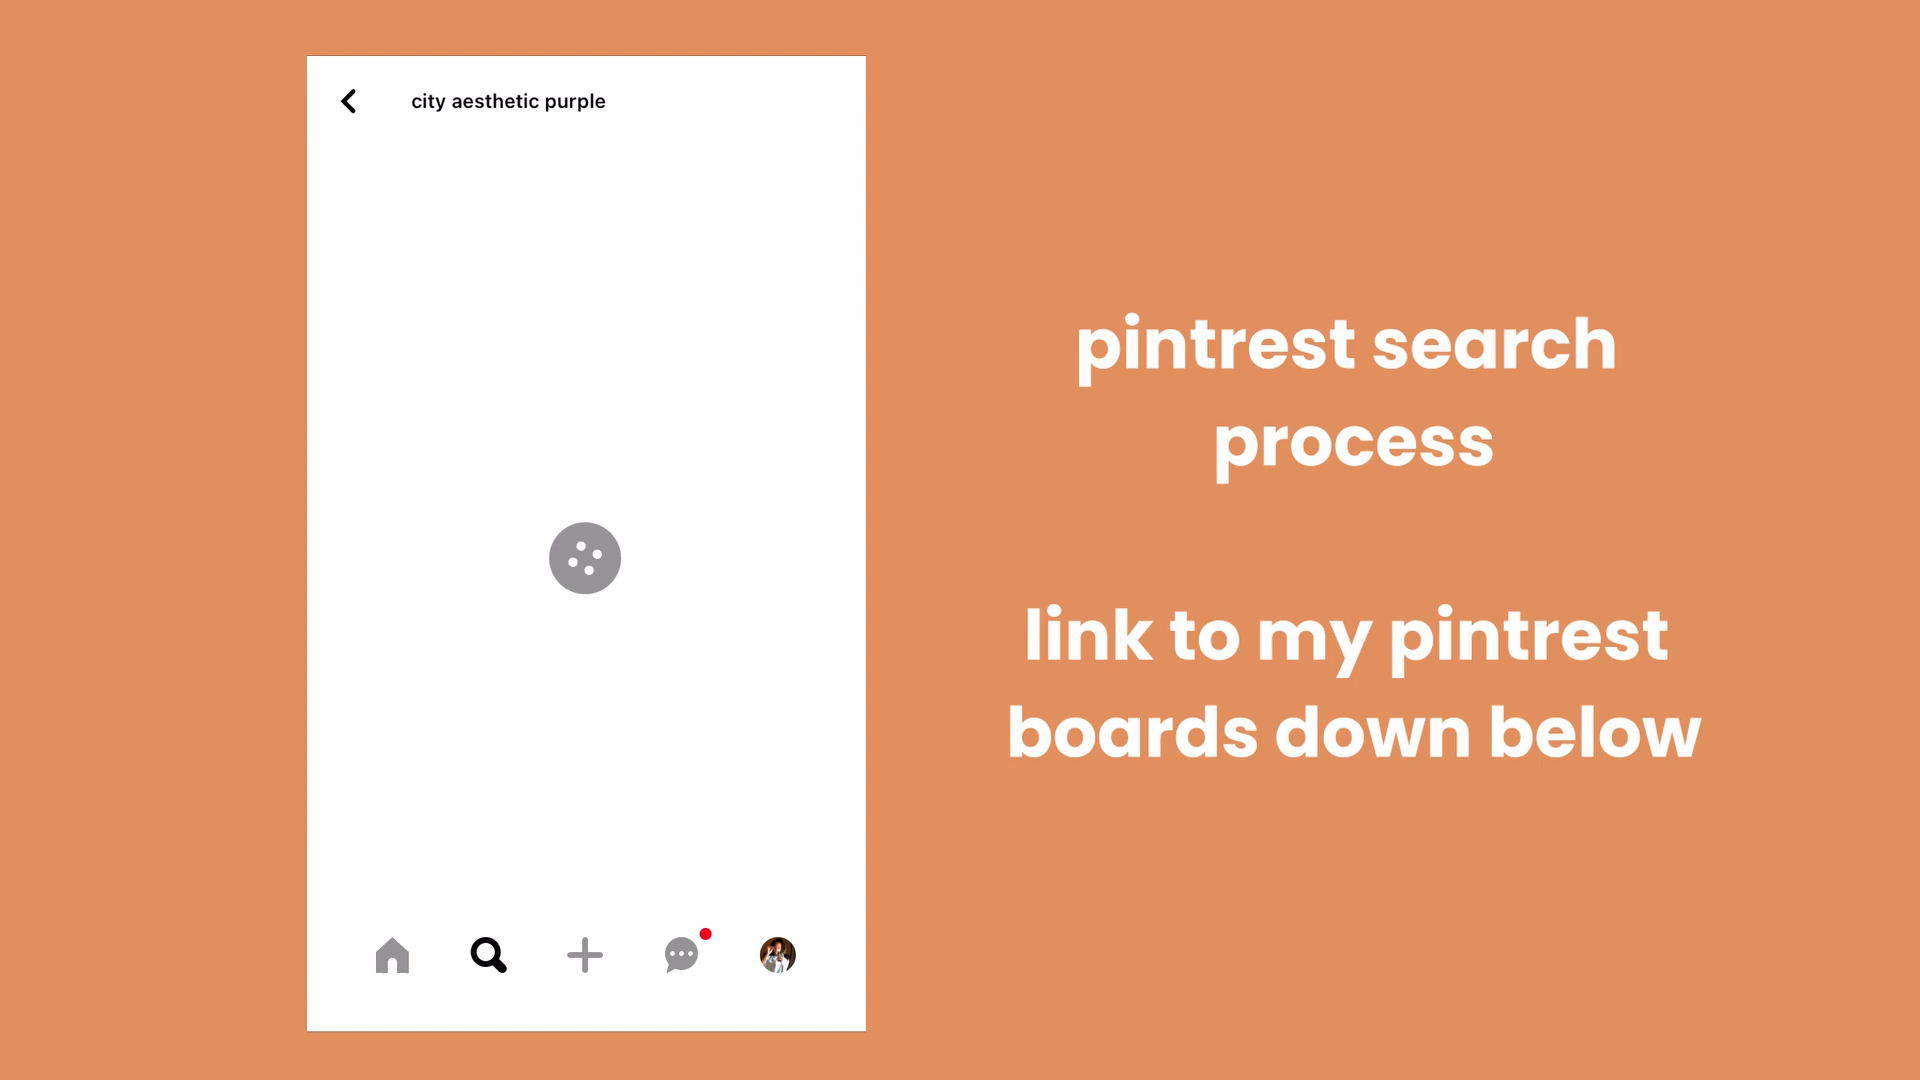 city aesthetic purple
pintrest search
process
link to my pintrest
boards down below